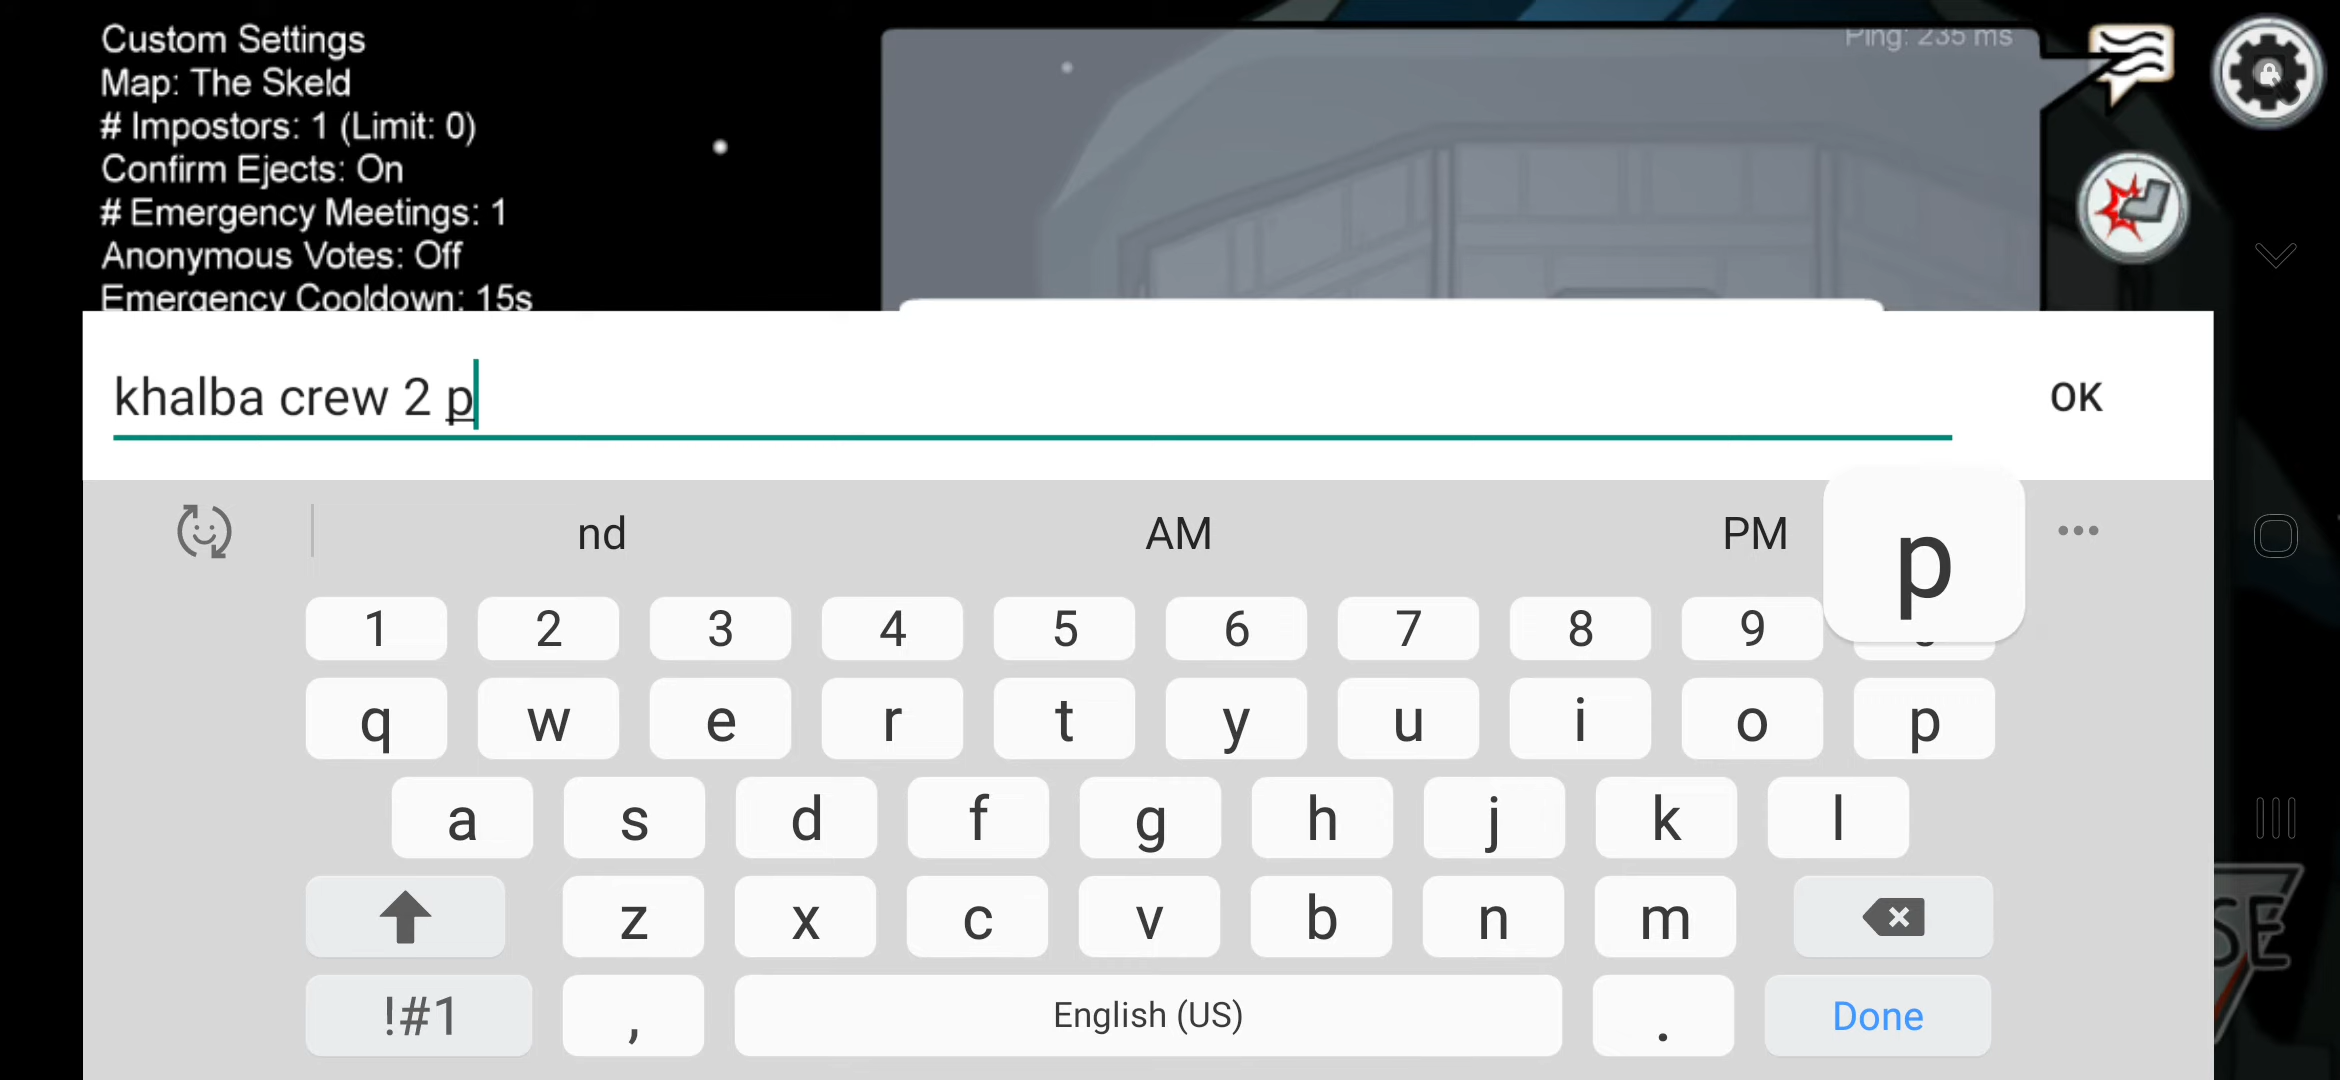 Custom Settings
Map: The Skeld
# Impostors: 1 (Limit: 0)
Confirm Ejects: On
# Emergency Meetings: 1
Anonymous Votes: Off
Emergency Cooldown: 15s
Ping: 235 ms
khalba crew 2 p
OK
nd AM PM
p
1 2 3 4 5 6 7 8 9
q w e r t y u i o p
a s d f g h j k l
z x c v b n m
!#1 , English (US) . Done
SE